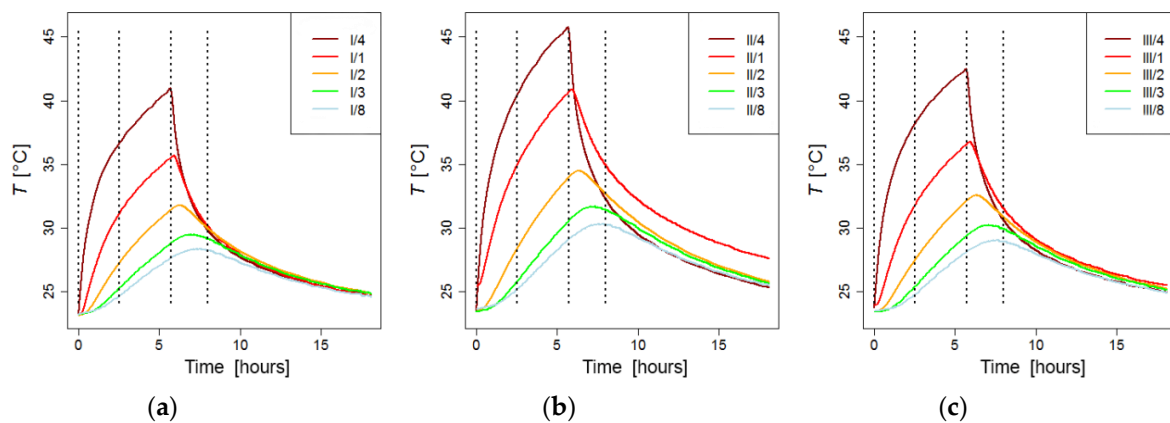 I/4
I/1
I/2
I/3
I/8
T [°C]
45
40
35
30
25
0
5
10
15
Time [hours]
(a)
II/4
II/1
II/2
II/3
II/8
T [°C]
45
40
35
30
25
0
5
10
15
Time [hours]
(b)
III/4
III/1
III/2
III/3
III/8
T [°C]
45
40
35
30
25
0
5
10
15
Time [hours]
(c)